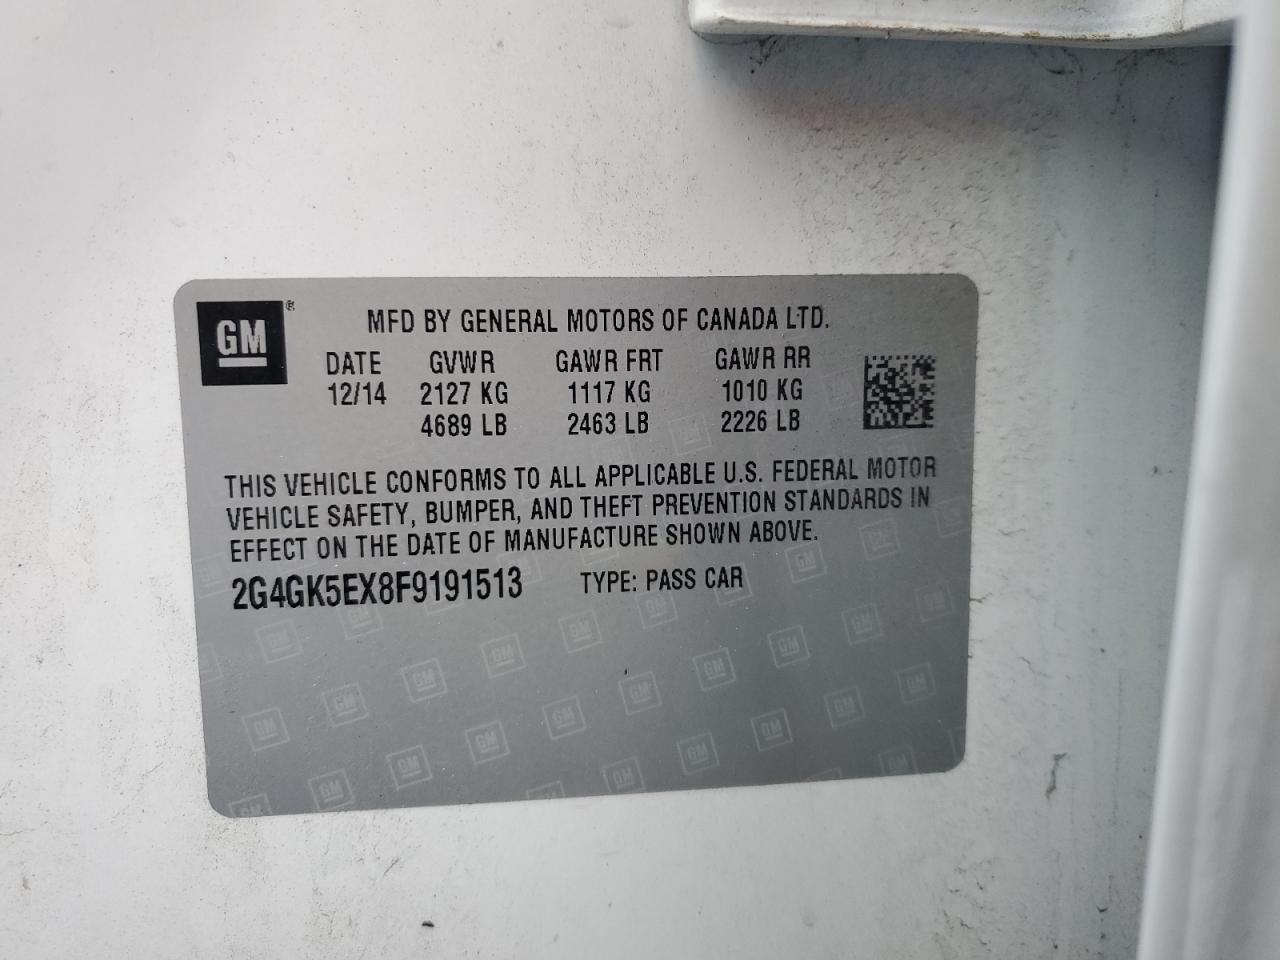 GM®
MFD BY GENERAL MOTORS OF CANADA LTD.
DATE GVWR GAWR FRT GAWR RR
12/14 2127 KG 1117 KG 1010 KG
4689 LB 2463 LB 2226 LB
THIS VEHICLE CONFORMS TO ALL APPLICABLE U.S. FEDERAL MOTOR
VEHICLE SAFETY, BUMPER, AND THEFT PREVENTION STANDARDS IN
EFFECT ON THE DATE OF MANUFACTURE SHOWN ABOVE.
2G4GK5EX8F9191513 TYPE: PASS CAR